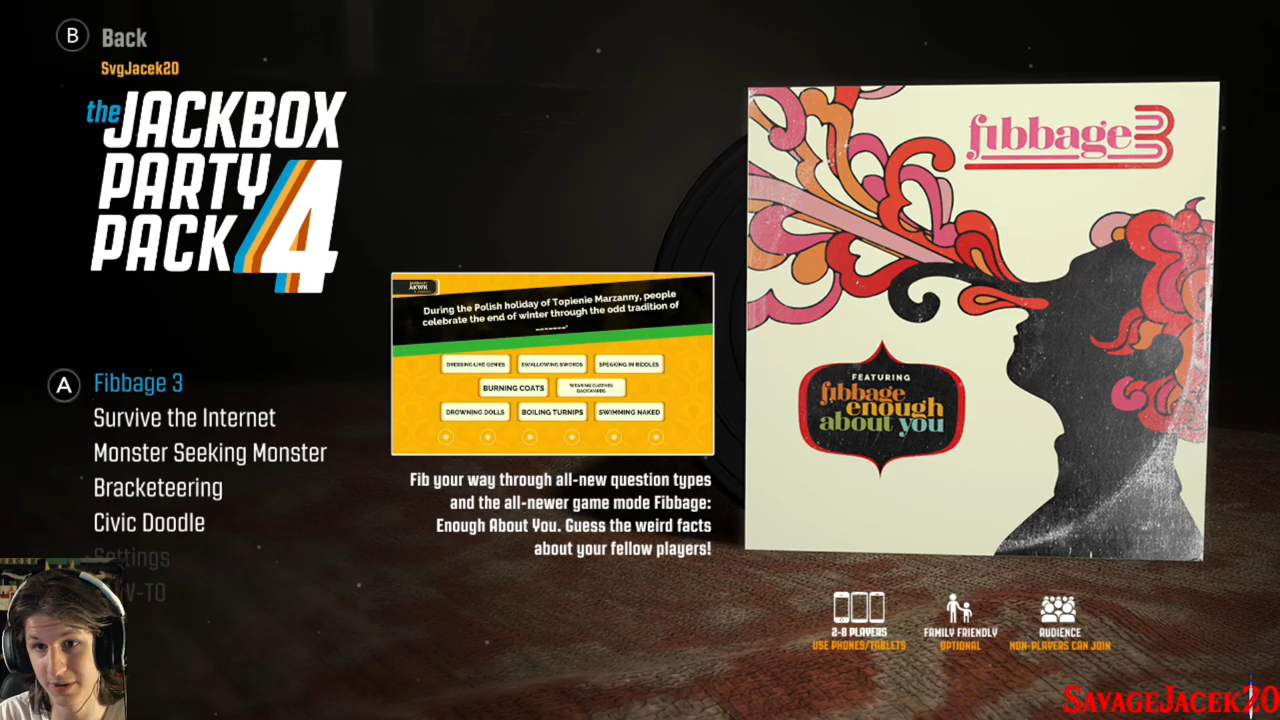 B Back
SvgJacek20
the JACKBOX
PARTY
PACK 4
A Fibbage 3
Survive the Internet
Monster Seeking Monster
Bracketeering
Civic Doodle
Settings
During the Polish holiday of Topienie Marzanny, people
celebrate the end of winter through the odd tradition of
_______.
DRESSING LIKE GENIES
SWALLOWING SWORDS
SPEAKING IN RIDDLES
BURNING COATS
WEARING CLOTHES
BACKWARDS
DROWNING DOLLS
BOILING TURNIPS
SWIMMING NAKED
Fib your way through all-new question types
and the all-newer game mode Fibbage:
Enough About You. Guess the weird facts
about your fellow players!
fibbage 3
FEATURING
fibbage
enough
about you
2-8 PLAYERS
USE PHONES/TABLETS
FAMILY FRIENDLY
OPTIONAL
AUDIENCE
NON-PLAYERS CAN JOIN
SAVAGEJACEK20